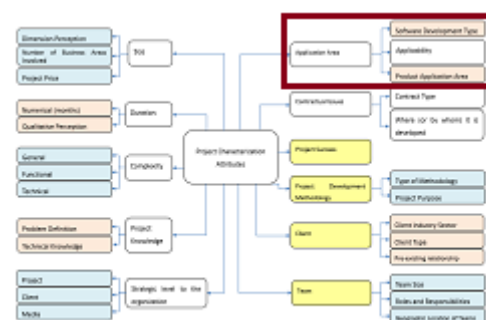 Dimension Perception
Number of Business Areas
Involved
Project Price
Size
Numerical (months)
Qualitative Perception
Duration
General
Functional
Technical
Complexity
Problem Definition
Technical Knowledge
Project
Knowledge
Project
Client
Media
Strategic level to the
organization
Project Characterization
Attributes
Application Area
Software Development Type
Applicability
Product Application Area
Contractual Issues
Contract Type
Where (or by whom) it is
developed
Project Success
Project Development
Methodology
Type of Methodology
Project Purpose
Client
Client Industry Sector
Client Type
Pre-existing relationship
Team
Team Size
Roles and Responsibilities
Geographic Location of Teams